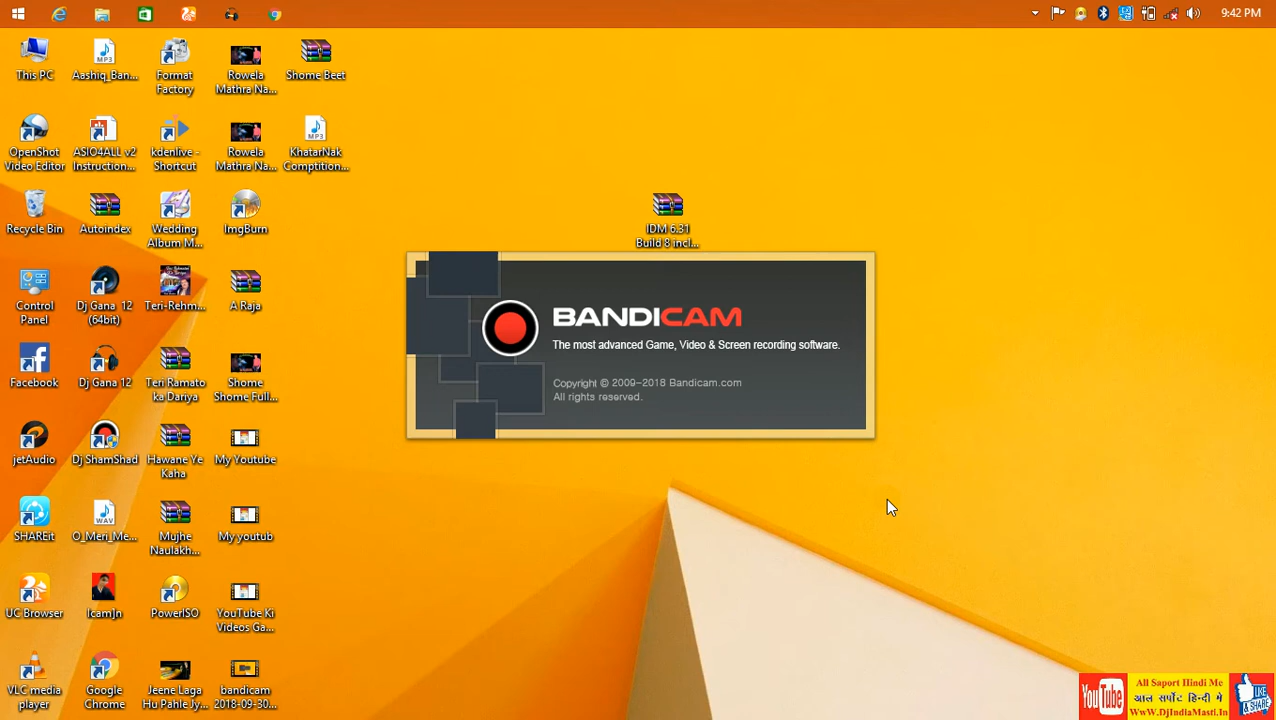 9:42 PM
This PC
Aashiq_Ban...
Format
Factory
Rowela
Mathra Na...
Shome Beet
OpenShot
Video Editor
ASIO4ALL v2
Instruction...
kdenlive -
Shortcut
Rowela
Mathra Na...
KhatarNak
Comptition...
Recycle Bin
Autoindex
Wedding
Album M...
ImgBurn
IDM 6.31
Build 8 incl...
Control
Panel
Dj Gana 12
(64bit)
Teri-Rehm...
A Raja
BANDICAM
The most advanced Game, Video & Screen recording software.
Copyright © 2009-2018 Bandicam.com
All rights reserved.
Facebook
Dj Gana 12
Teri Ramato
ka Dariya
Shome
Shome Full...
jetAudio
Dj ShamShad
Hawane Ye
Kaha
My Youtube
SHAREit
O_Meri_Me...
Mujhe
Naulakh...
My youtub
UC Browser
IcamJn
PowerISO
YouTube Ki
Videos Ga...
VLC media
player
Google
Chrome
Jeene Laga
Hu Pahle Jy...
bandicam
2018-09-30...
YouTube
All Saport Hindi Me
आल सर्पोट हिन्दी मे
WwW.DjIndiaMasti.In
LIKE
& SHARE